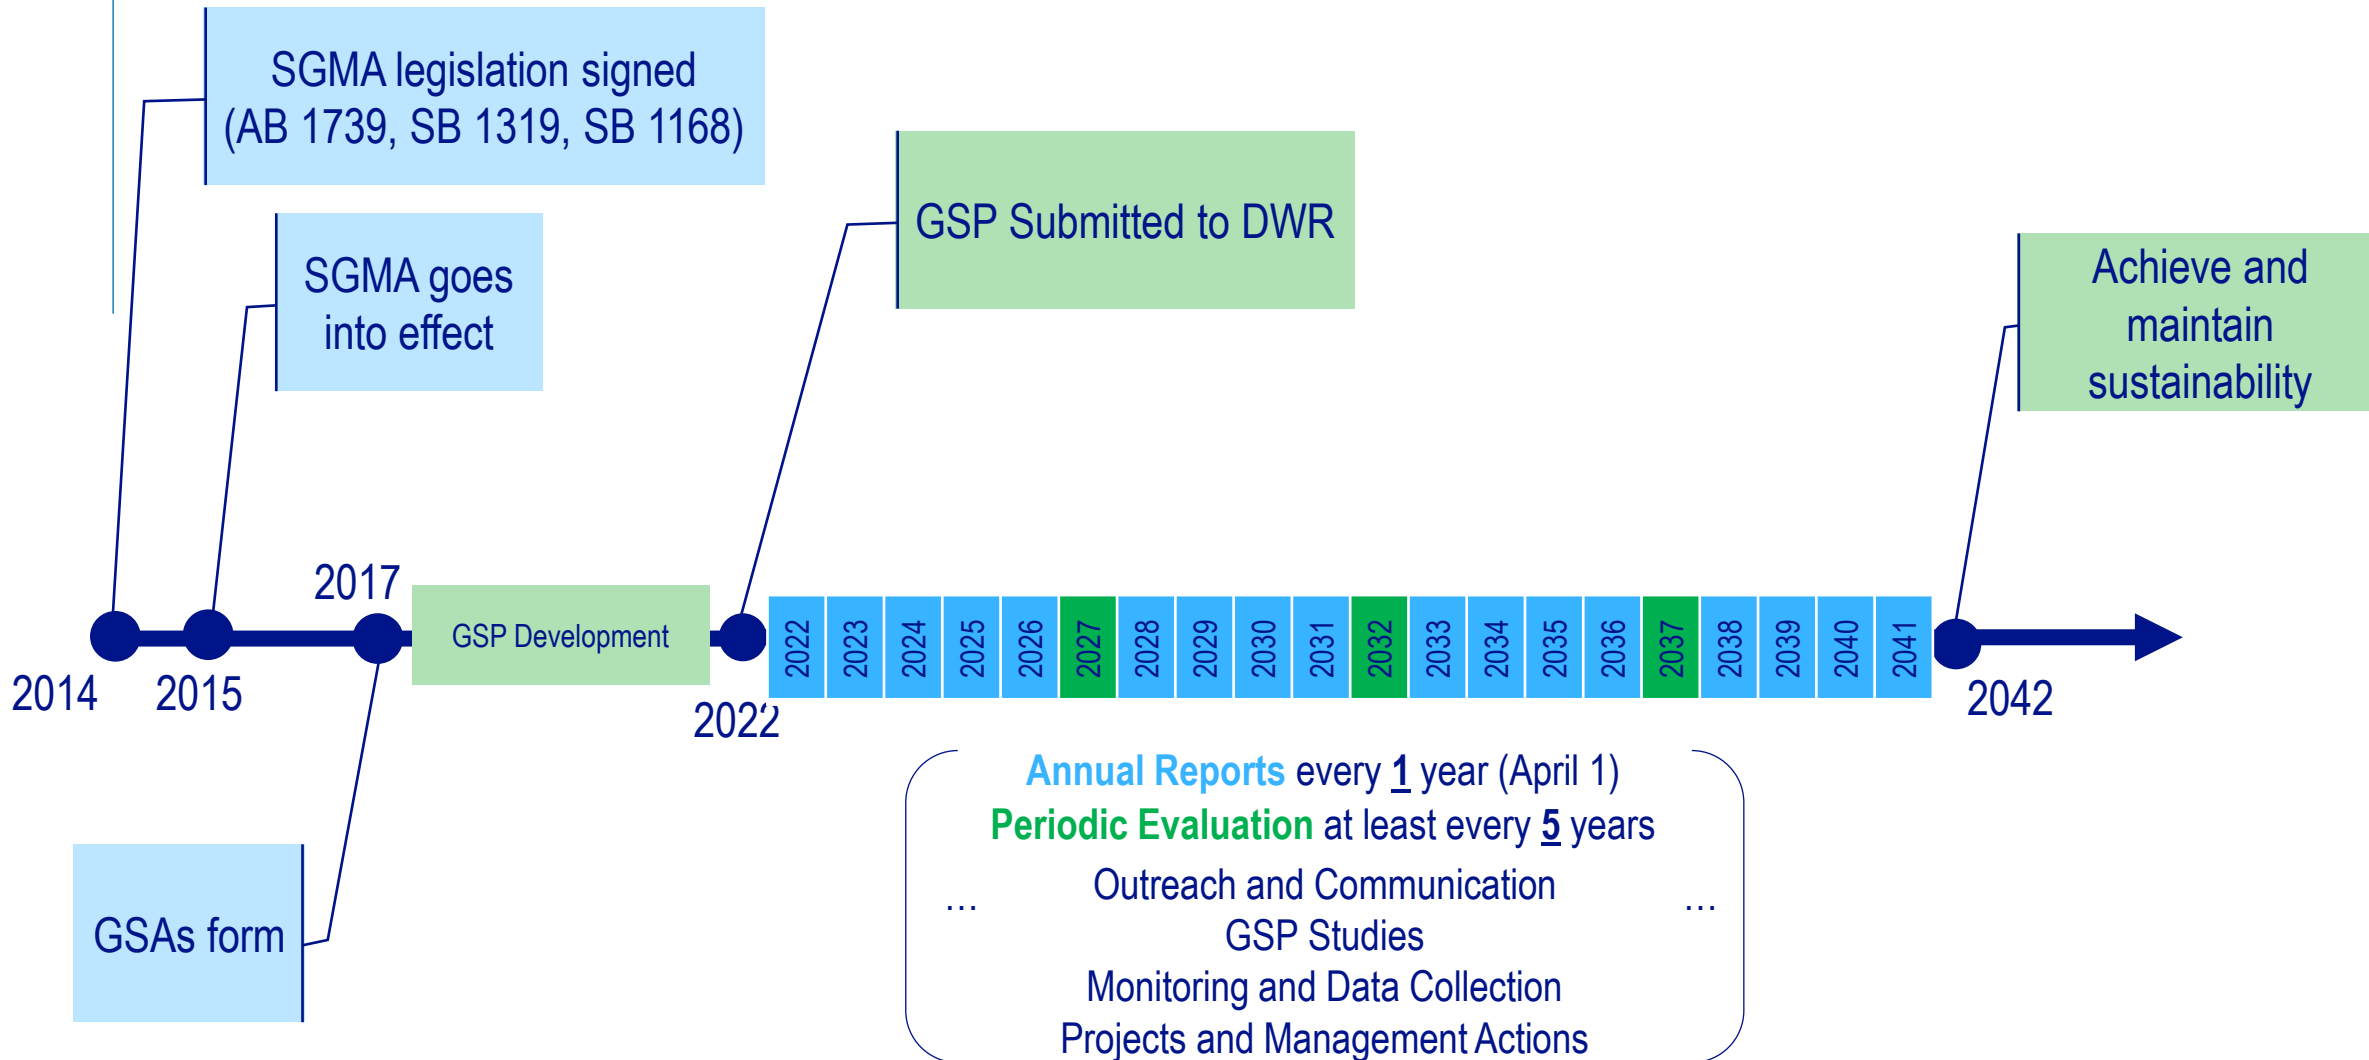 SGMA legislation signed
(AB 1739, SB 1319, SB 1168)
GSP Submitted to DWR
SGMA goes
into effect
Achieve and
maintain
sustainability
2017
GSP Development
2022
2023
2024
2025
2026
2027
2028
2029
2030
2031
2032
2033
2034
2035
2036
2037
2038
2039
2040
2041
2014
2015
2022
2042
Annual Reports every 1 year (April 1)
Periodic Evaluation at least every 5 years
Outreach and Communication
... ...
GSP Studies
Monitoring and Data Collection
Projects and Management Actions
GSAs form